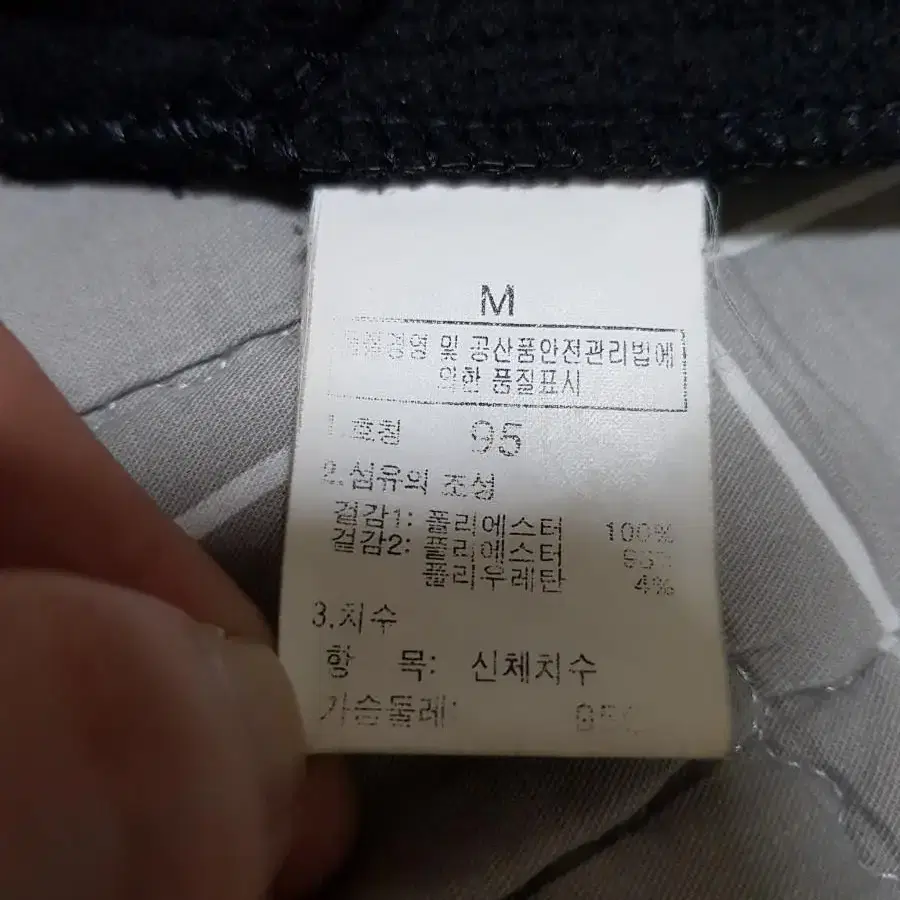 M
및 공산품안전관리법에
의한 품질표시
1.호칭 95
2.섬유의 조성
겉감1: 폴리에스터 100%
겉감2: 폴리에스터
폴리우레탄 4%
3.치수
항 목: 신체치수
가슴둘레: